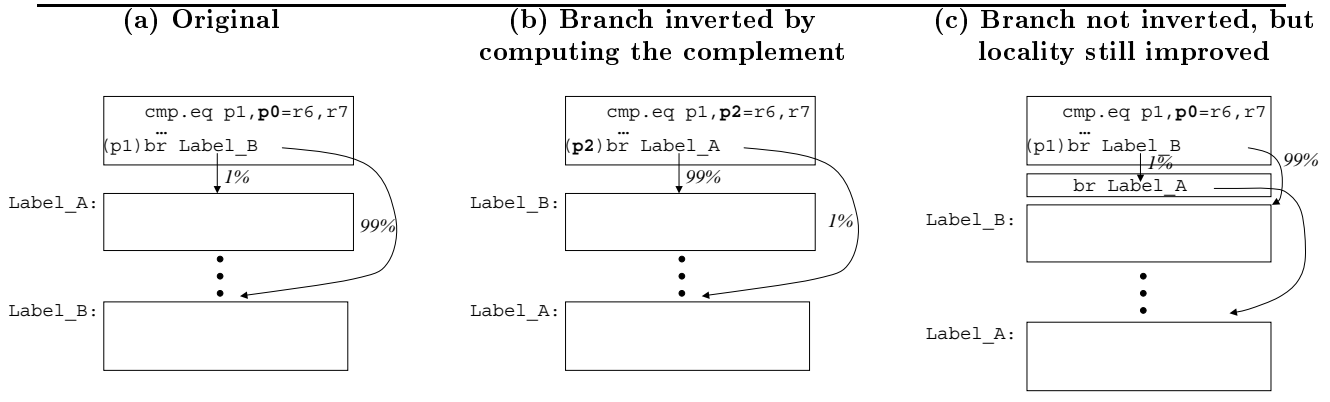 (a) Original
cmp.eq p1,p0=r6,r7
…
(p1)br Label_B
1%
Label_A:
99%
Label_B:
(b) Branch inverted by
computing the complement
cmp.eq p1,p2=r6,r7
…
(p2)br Label_A
99%
Label_B:
1%
Label_A:
(c) Branch not inverted, but
locality still improved
cmp.eq p1,p0=r6,r7
…
(p1)br Label_B
1%
99%
br Label_A
Label_B:
Label_A: